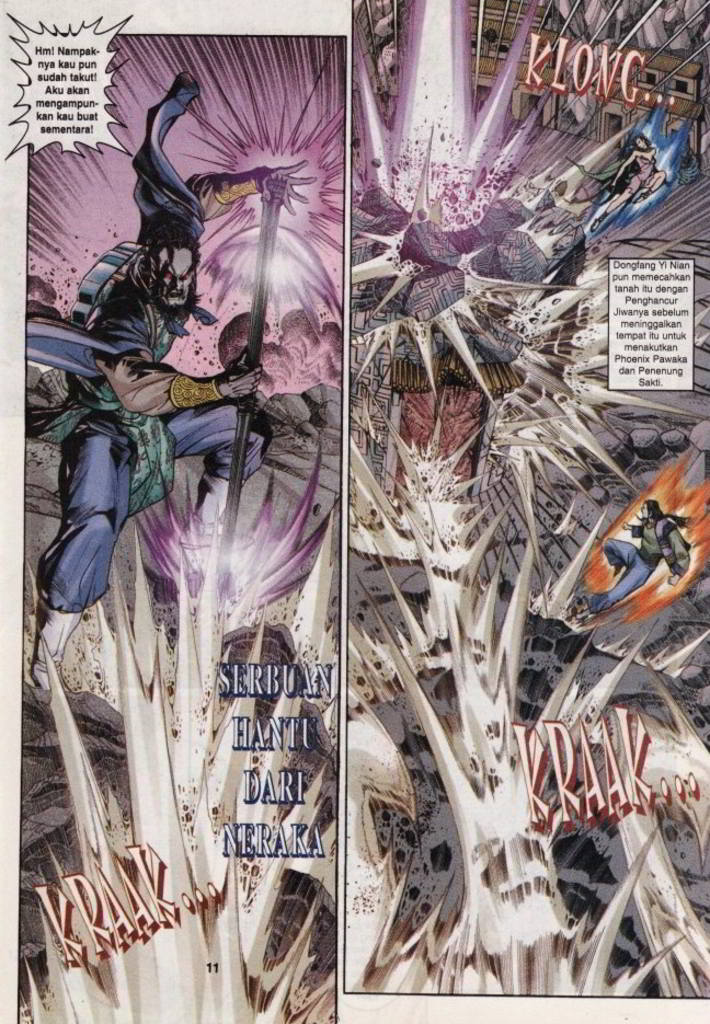 Hm! Nampak-
nya kau pun
sudah takut!
Aku akan
mengampun-
kan kau buat
sementara!
SERBUAN
HANTU
DARI
NERAKA
KRAAK...
11
KLONG...
Dongfang Yi Nian
pun memecahkan
tanah itu dengan
Penghancur
Jiwanya sebelum
meninggalkan
tempat itu untuk
menakutkan
Phoenix Pawaka
dan Penenung
Sakti.
KRAAK...